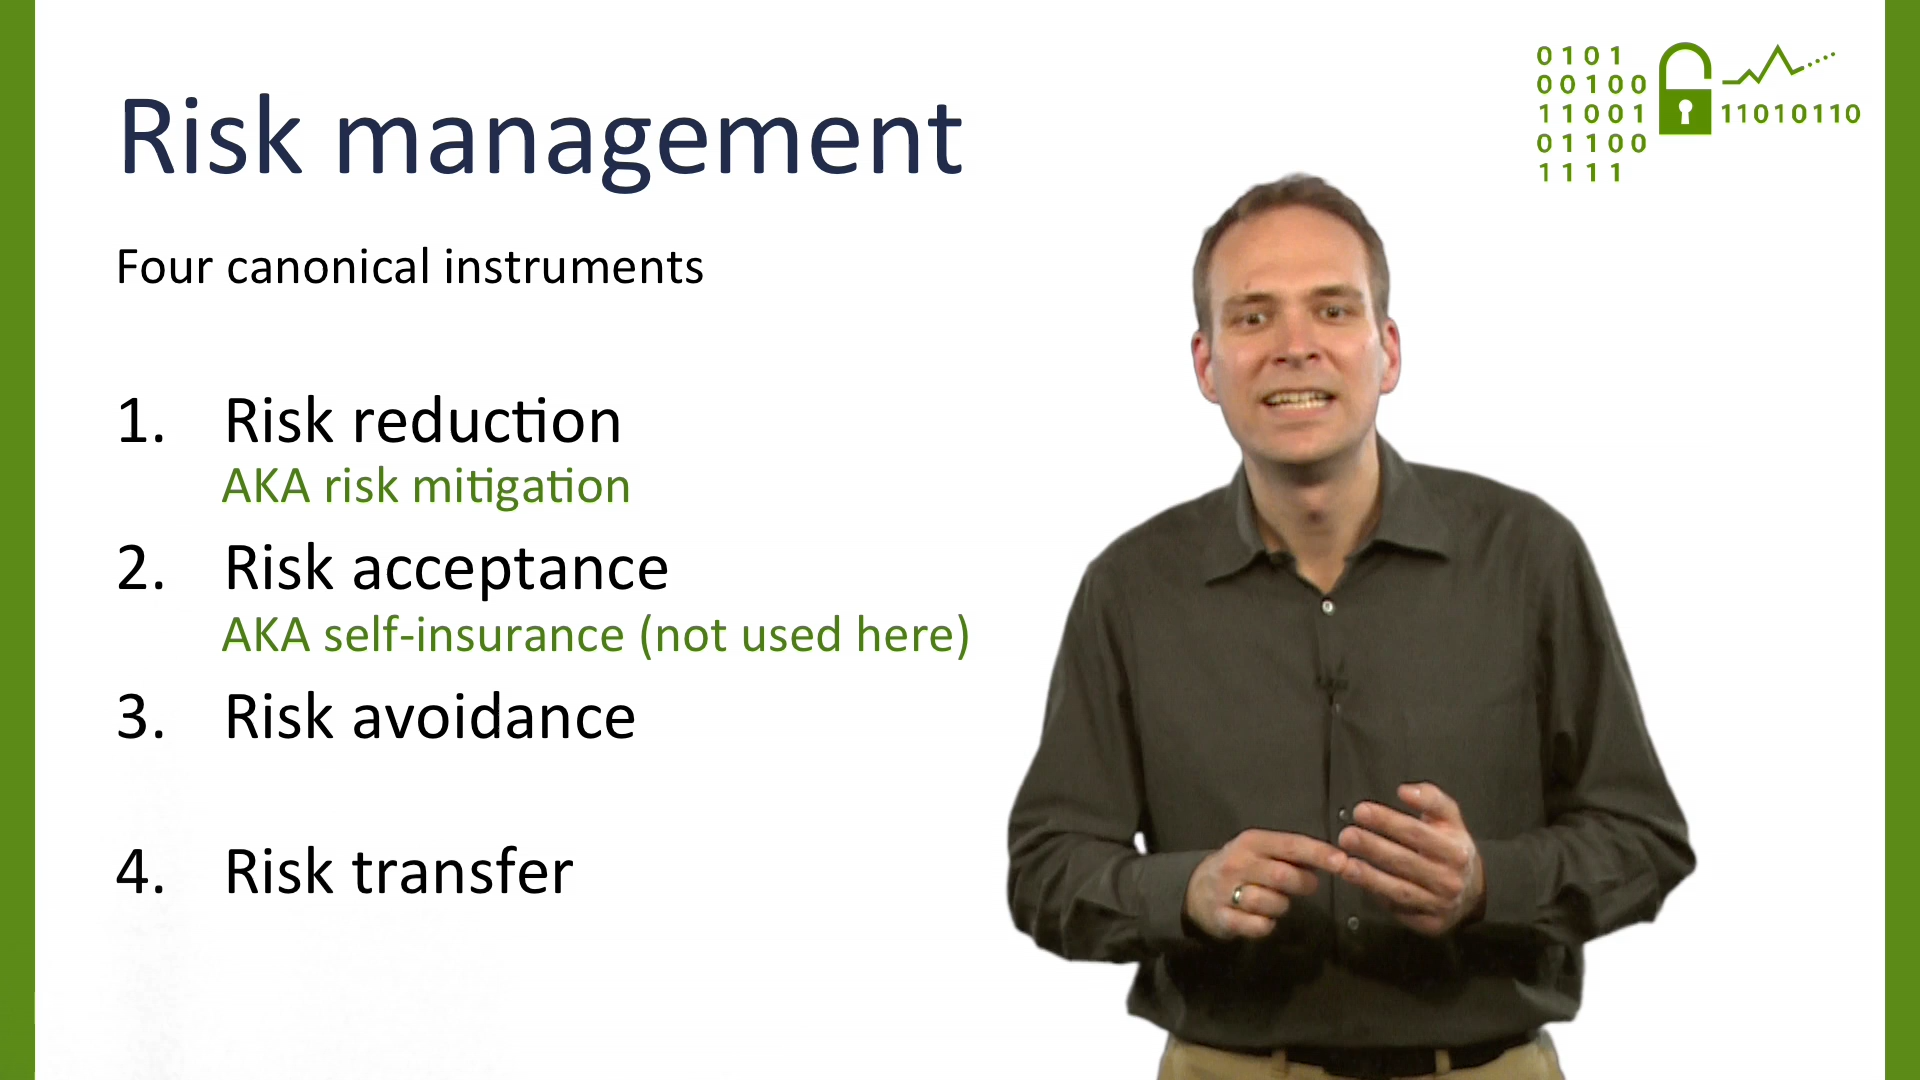 Risk management
Four canonical instruments
1. Risk reduction
AKA risk mitigation
2. Risk acceptance
AKA self-insurance (not used here)
3. Risk avoidance
4. Risk transfer
0101
00100
11001
01100
1111
11010110